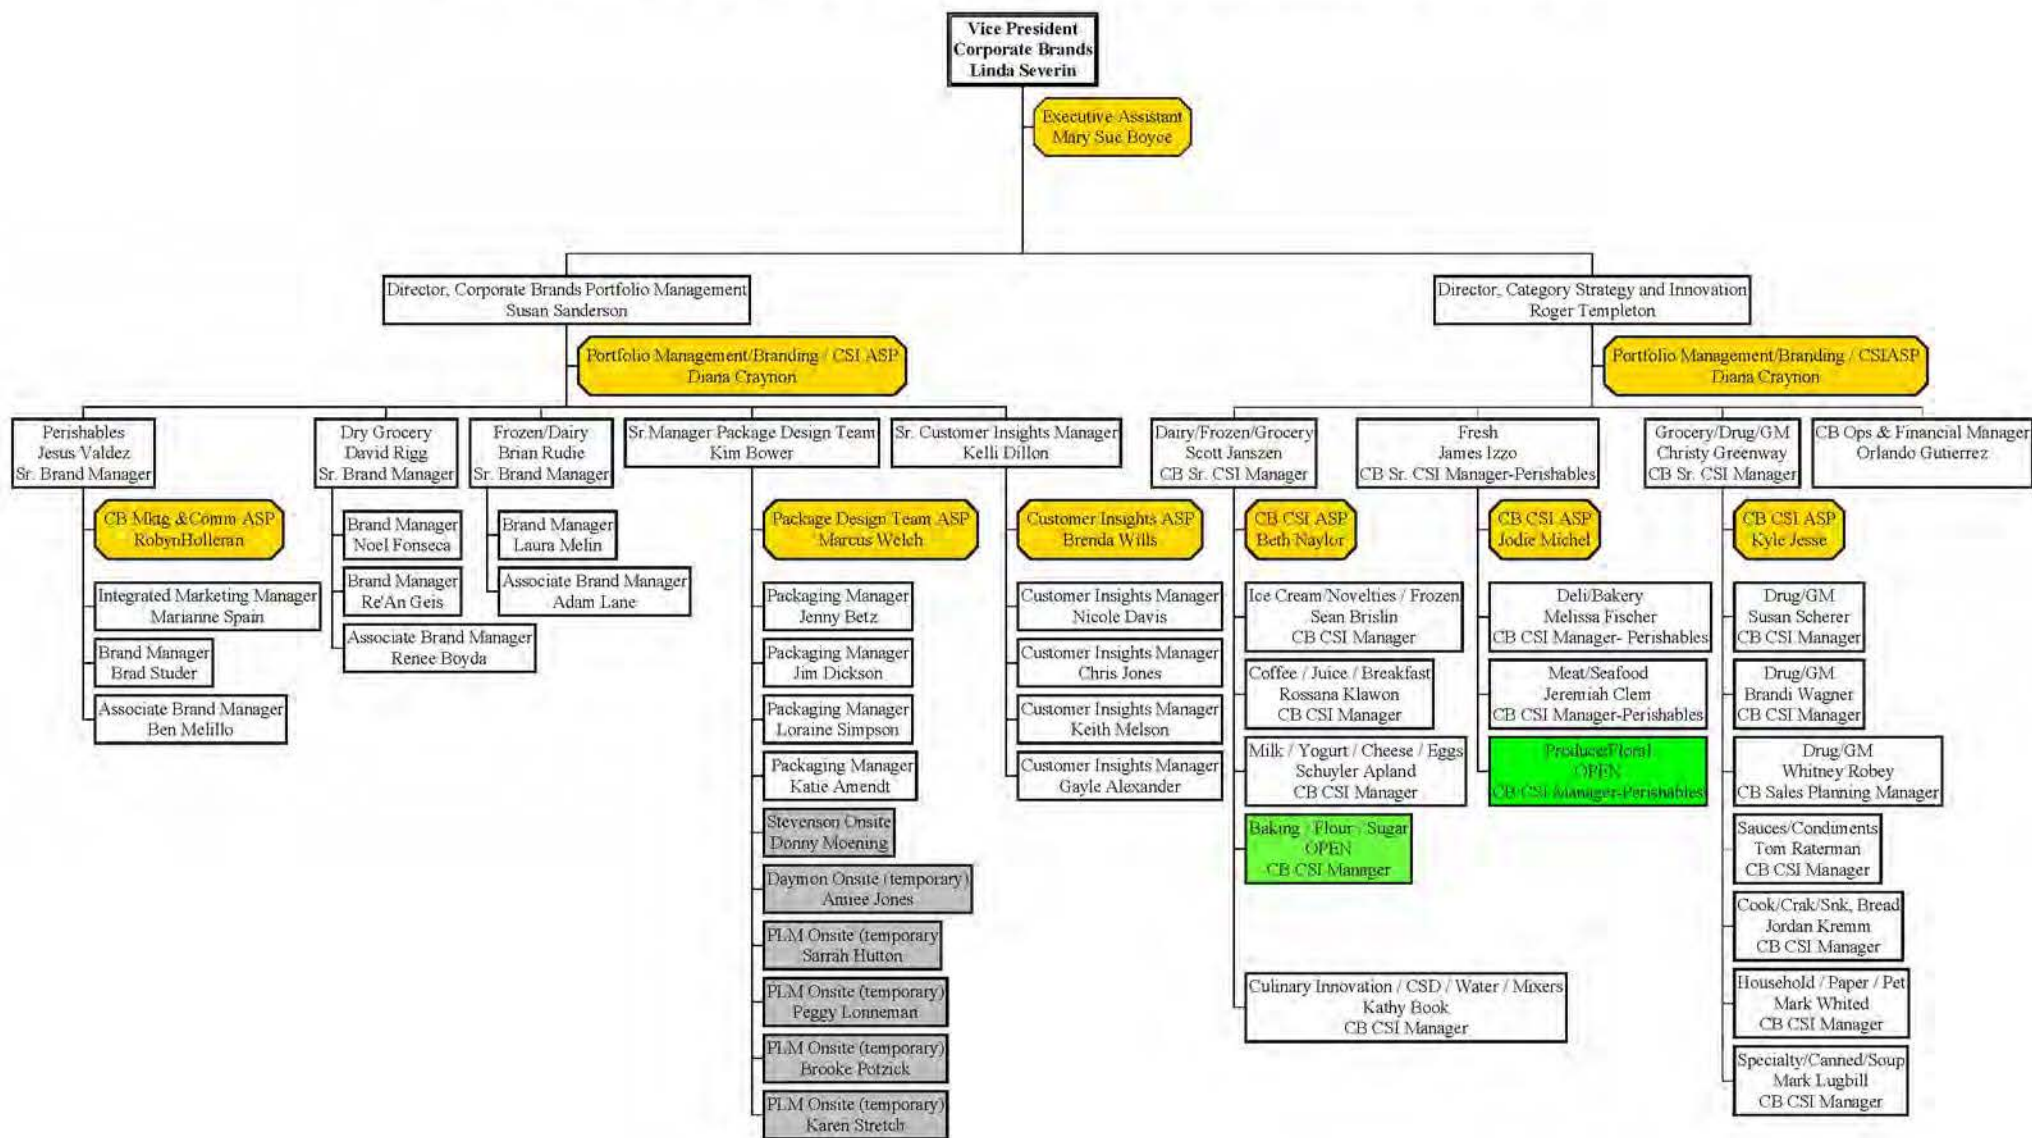 Vice President
Corporate Brands
Linda Severin
Executive Assistant
Mary Sue Boyce
Director, Corporate Brands Portfolio Management
Susan Sanderson
Director, Category Strategy and Innovation
Roger Templeton
Portfolio Management/Branding / CSI ASP
Diana Craynon
Portfolio Management/Branding / CSIASP
Diana Craynon
Perishables
Jesus Valdez
Sr. Brand Manager
CB Mktg &Comm ASP
RobynHolleran
Integrated Marketing Manager
Marianne Spain
Brand Manager
Brad Studer
Associate Brand Manager
Ben Melillo
Dry Grocery
David Rigg
Sr. Brand Manager
Brand Manager
Noel Fonseca
Brand Manager
Re'An Geis
Associate Brand Manager
Renee Boyda
Frozen/Dairy
Brian Rudie
Sr. Brand Manager
Brand Manager
Laura Melin
Associate Brand Manager
Adam Lane
Sr.Manager Package Design Team
Kim Bower
Package Design Team ASP
Marcus Welch
Packaging Manager
Jenny Betz
Packaging Manager
Jim Dickson
Packaging Manager
Loraine Simpson
Packaging Manager
Katie Amendt
Stevenson Onsite
Donny Moening
Daymon Onsite (temporary)
Amiee Jones
PLM Onsite (temporary
Sarrah Hutton
PLM Onsite (temporary)
Peggy Lonneman
PLM Onsite (temporary)
Brooke Potzick
PLM Onsite (temporary)
Karen Stretch
Sr. Customer Insights Manager
Kelli Dillon
Customer Insights ASP
Brenda Wills
Customer Insights Manager
Nicole Davis
Customer Insights Manager
Chris Jones
Customer Insights Manager
Keith Melson
Customer Insights Manager
Gayle Alexander
Dairy/Frozen/Grocery
Scott Janszen
CB Sr. CSI Manager
CB CSI ASP
Beth Naylor
Ice Cream/Novelties / Frozen
Sean Brislin
CB CSI Manager
Coffee / Juice / Breakfast
Rossana Klawon
CB CSI Manager
Milk / Yogurt / Cheese / Eggs
Schuyler Apland
CB CSI Manager
Baking / Flour / Sugar
OPEN
CB CSI Manager
Culinary Innovation / CSD / Water / Mixers
Kathy Book
CB CSI Manager
Fresh
James Izzo
CB Sr. CSI Manager-Perishables
CB CSI ASP
Jodie Michel
Deli/Bakery
Melissa Fischer
CB CSI Manager- Perishables
Meat/Seafood
Jeremiah Clem
CB CSI Manager-Perishables
Produce/Floral
OPEN
CB CSI Manager-Perishables
Grocery/Drug/GM
Christy Greenway
CB Sr. CSI Manager
CB CSI ASP
Kyle Jesse
Drug/GM
Susan Scherer
CB CSI Manager
Drug/GM
Brandi Wagner
CB CSI Manager
Drug/GM
Whitney Robey
CB Sales Planning Manager
Sauces/Condiments
Tom Raterman
CB CSI Manager
Cook/Crak/Snk, Bread
Jordan Kremm
CB CSI Manager
Household / Paper / Pet
Mark Whited
CB CSI Manager
Specialty/Canned/Soup
Mark Lugbill
CB CSI Manager
CB Ops & Financial Manager
Orlando Gutierrez